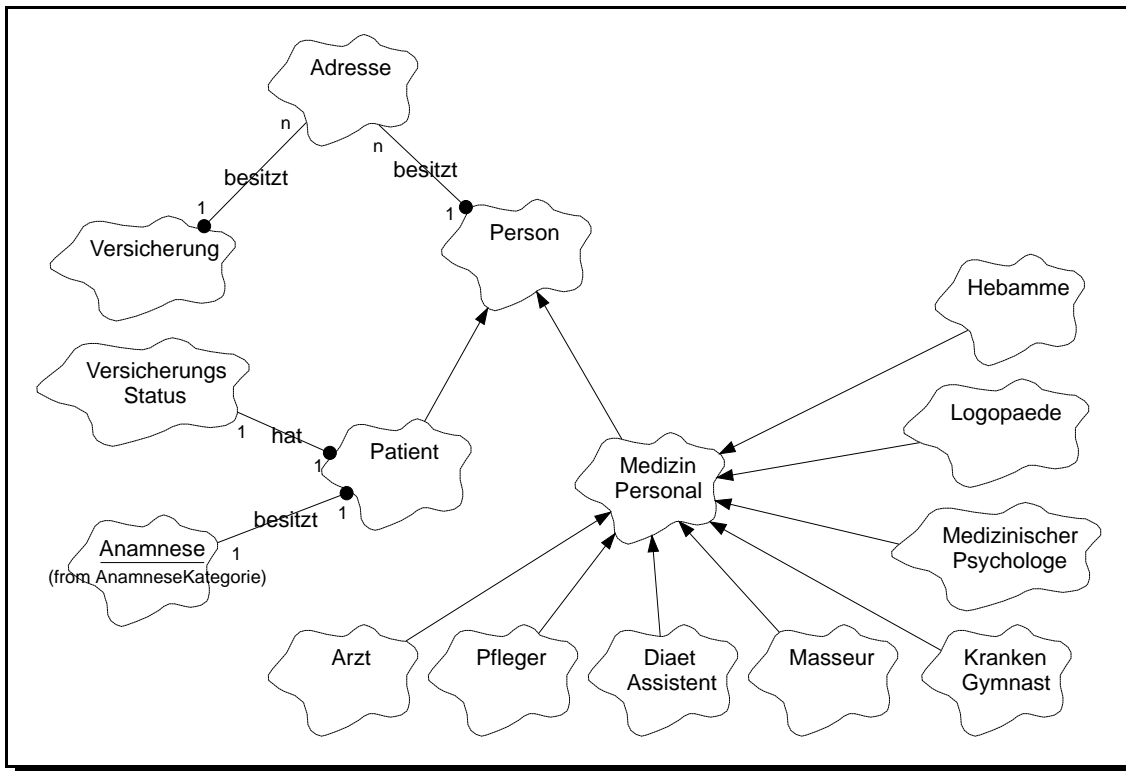 Adresse
n
n
besitzt
besitzt
1
1
Versicherung
Person
Hebamme
Versicherungs
Status
Logopaede
1
hat
1
Patient
Medizin
Personal
besitzt
1
Anamnese
1
(from AnamneseKategorie)
Medizinischer
Psychologe
Arzt
Pfleger
Diaet
Assistent
Masseur
Kranken
Gymnast